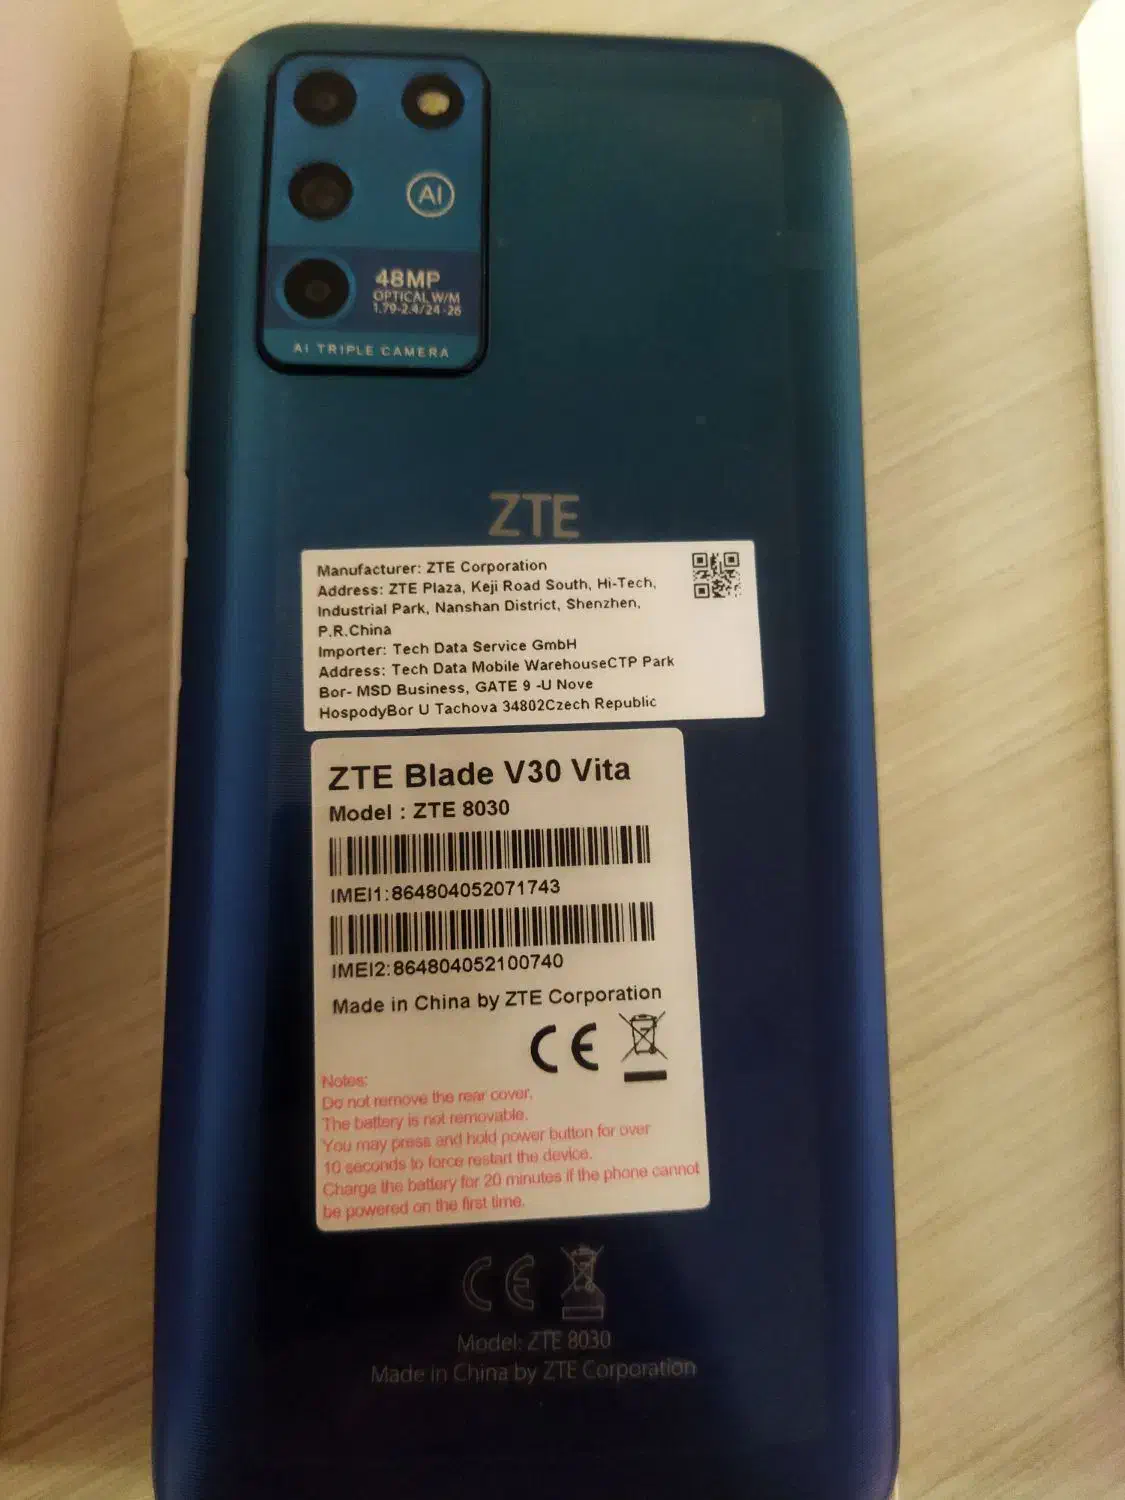 AI
48MP
OPTICAL W/M
1.79-2.4/24-26
AI TRIPLE CAMERA
ZTE
Manufacturer: ZTE Corporation
Address: ZTE Plaza, Keji Road South, Hi-Tech,
Industrial Park, Nanshan District, Shenzhen,
P.R.China
Importer: Tech Data Service GmbH
Address: Tech Data Mobile WarehouseCTP Park
Bor- MSD Business, GATE 9 -U Nove
HospodyBor U Tachova 34802Czech Republic
ZTE Blade V30 Vita
Model : ZTE 8030
IMEI1:864804052071743
IMEI2:864804052100740
Made in China by ZTE Corporation
CE
Notes:
Do not remove the rear cover,
The battery is not removable.
You may press and hold power button for over
10 seconds to force restart the device.
Charge the battery for 20 minutes if the phone cannot
be powered on the first time.
CE
Model: ZTE 8030
Made in China by ZTE Corporation